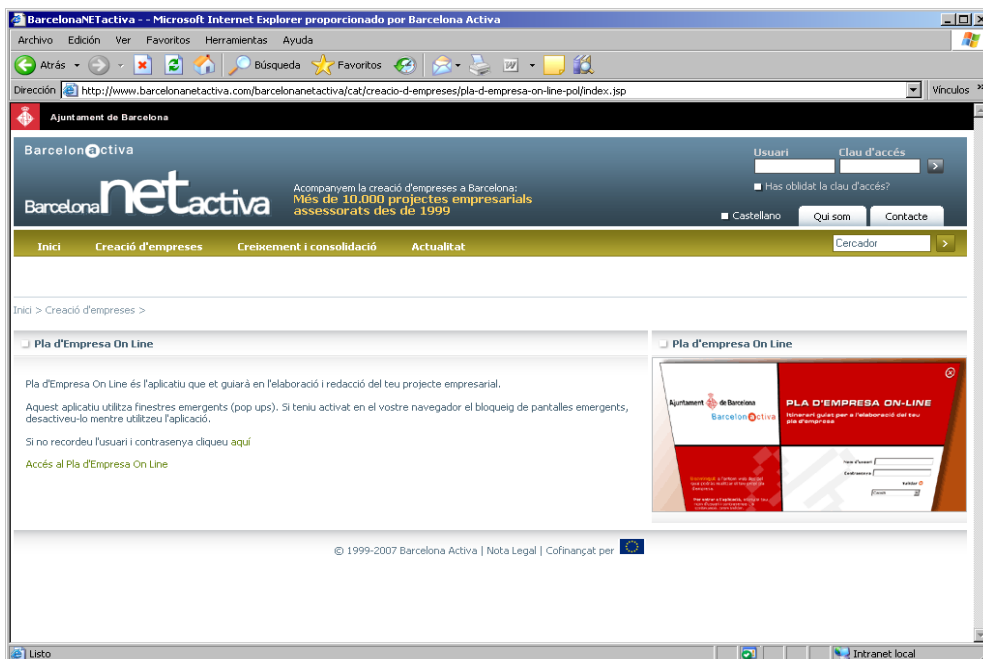 BarcelonaNETactiva - - Microsoft Internet Explorer proporcionado por Barcelona Activa
Archivo Edición Ver Favoritos Herramientas Ayuda
Atrás Búsqueda Favoritos
Dirección http://www.barcelonanetactiva.com/barcelonanetactiva/cat/creacio-d-empreses/pla-d-empresa-on-line-pol/index.jsp Vínculos »
Ajuntament de Barcelona
Barcelonactiva
Usuari Clau d'accés
Barcelona netactiva
Acompanyem la creació d'empreses a Barcelona:
Més de 10.000 projectes empresarials
assessorats des de 1999
Has oblidat la clau d'accés?
Castellano Qui som Contacte
Inici Creació d'empreses Creixement i consolidació Actualitat Cercador >
Inici > Creació d'empreses >
Pla d'Empresa On Line
Pla d'Empresa On Line és l'aplicatiu que et guiarà en l'elaboració i redacció del teu projecte empresarial.
Aquest aplicatiu utilitza finestres emergents (pop ups). Si teniu activat en el vostre navegador el bloqueig de pantalles emergents,
desactiveu-lo mentre utilitzeu l'aplicació.
Si no recordeu l'usuari i contrasenya cliqueu aquí
Accés al Pla d'Empresa On Line
Pla d'empresa On Line
Ajuntament de Barcelona
Barcelonactiva
PLA D'EMPRESA ON-LINE
Itinerari guiat per a l'elaboració del teu
pla d'empresa
Nom d'usuari
Contrasenya
Validar
Català
© 1999-2007 Barcelona Activa | Nota Legal | Cofinançat per
Listo Intranet local